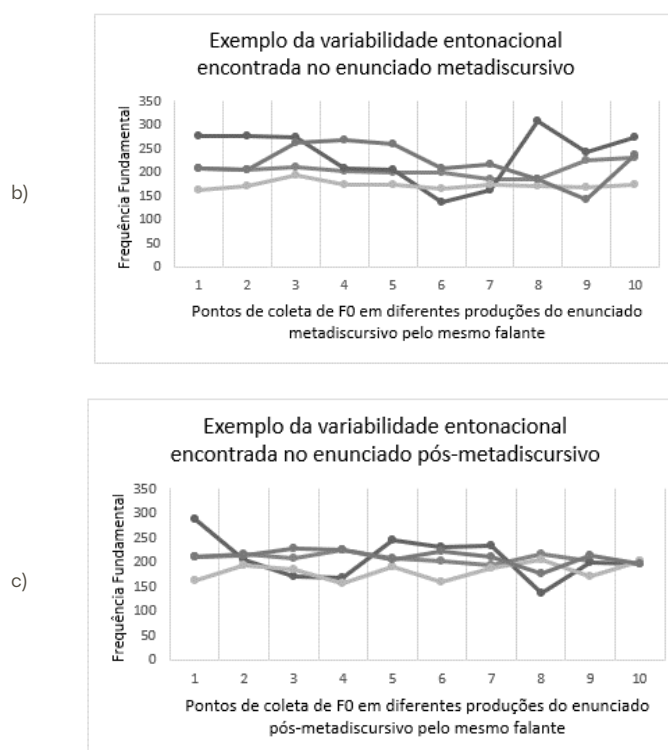 b)
Exemplo da variabilidade entonacional
encontrada no enunciado metadiscursivo
Frequência Fundamental
350
300
250
200
150
100
50
0
1 2 3 4 5 6 7 8 9 10
Pontos de coleta de F0 em diferentes produções do enunciado
metadiscursivo pelo mesmo falante
c)
Exemplo da variabilidade entonacional
encontrada no enunciado pós-metadiscursivo
Frequência Fundamental
350
300
250
200
150
100
50
0
1 2 3 4 5 6 7 8 9 10
Pontos de coleta de F0 em diferentes produções do enunciado
pós-metadiscursivo pelo mesmo falante